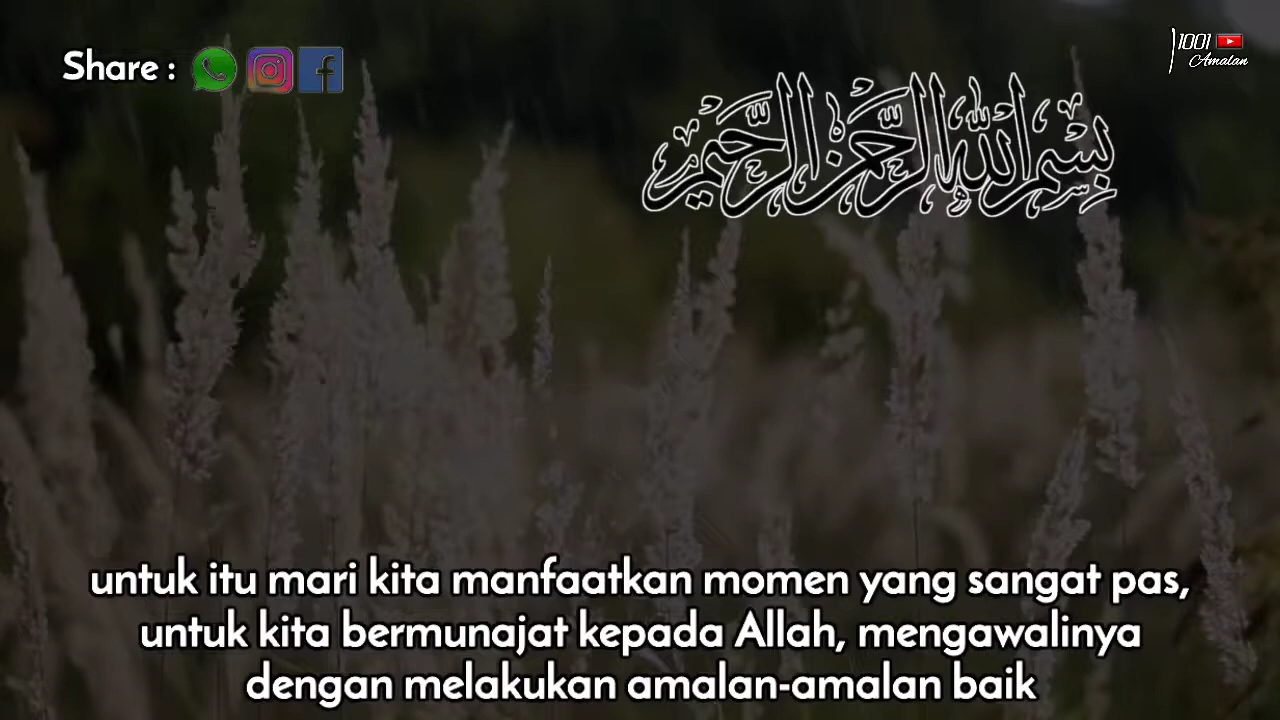 Share :
1001
Amalan
بسم الله الرحمن الرحيم
untuk itu mari kita manfaatkan momen yang sangat pas,
untuk kita bermunajat kepada Allah, mengawalinya
dengan melakukan amalan-amalan baik